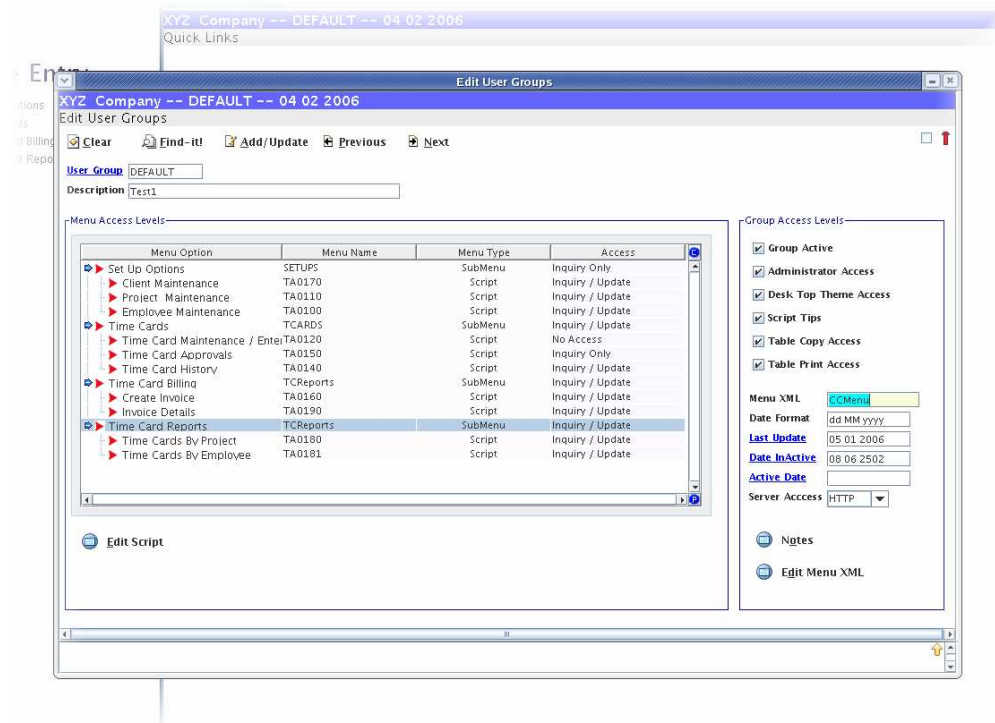 XYZ Company -- DEFAULT -- 04 02 2006
Quick Links
Edit User Groups
XYZ Company -- DEFAULT -- 04 02 2006
Edit User Groups
Clear Find-it! Add/Update Previous Next
User Group DEFAULT
Description Test1
Menu Access Levels
Menu Option Menu Name Menu Type Access
Set Up Options SETUPS SubMenu Inquiry Only
Client Maintenance TA0170 Script Inquiry / Update
Project Maintenance TA0110 Script Inquiry / Update
Employee Maintenance TA0100 Script Inquiry / Update
Time Cards TCARDS SubMenu Inquiry / Update
Time Card Maintenance / Enter TA0120 Script No Access
Time Card Approvals TA0150 Script Inquiry Only
Time Card History TA0140 Script Inquiry / Update
Time Card Billing TCReports SubMenu Inquiry / Update
Create Invoice TA0160 Script Inquiry / Update
Invoice Details TA0190 Script Inquiry / Update
Time Card Reports TCReports SubMenu Inquiry / Update
Time Cards By Project TA0180 Script Inquiry / Update
Time Cards By Employee TA0181 Script Inquiry / Update
C
P
Edit Script
Group Access Levels
Group Active
Administrator Access
Desk Top Theme Access
Script Tips
Table Copy Access
Table Print Access
Menu XML CCMenu
Date Format dd MM yyyy
Last Update 05 01 2006
Date InActive 08 06 2502
Active Date
Server Acccess HTTP
Notes
Edit Menu XML